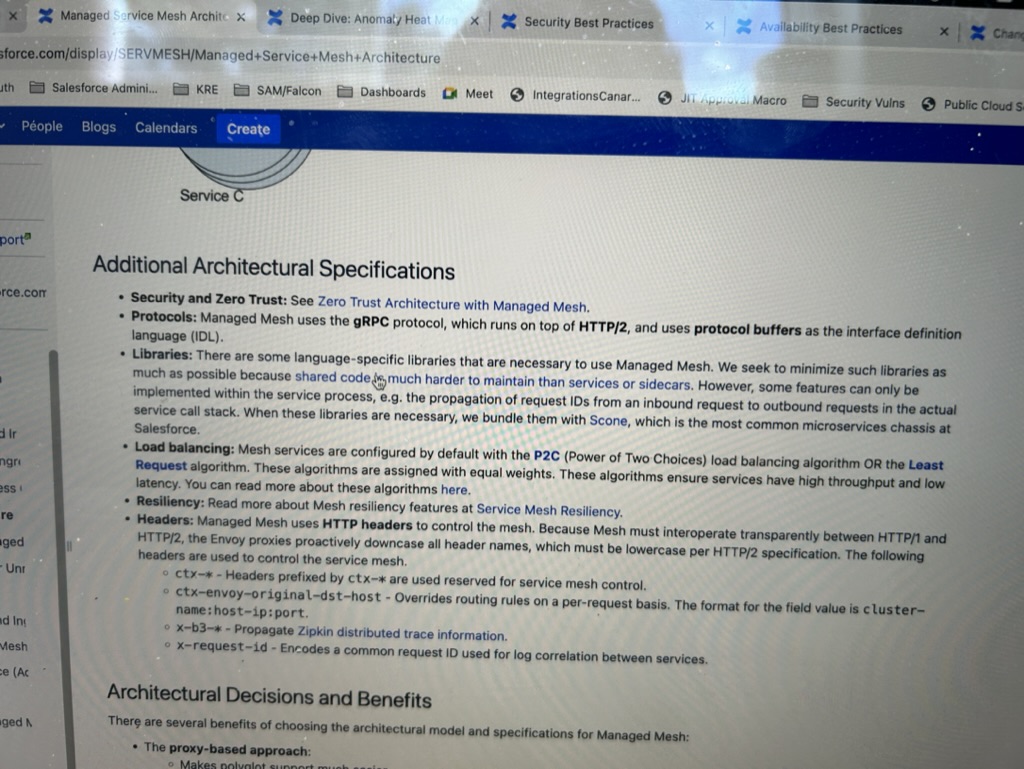 Managed Service Mesh Archite
Deep Dive: Anomaly Heat
Security Best Practices
Availability Best Practices
Chang
sforce.com/display/SERVMESH/Managed+Service+Mesh+Architecture
uth
Salesforce Admini...
KRE
SAM/Falcon
Dashboards
Meet
IntegrationsCanar...
JIT Approval Macro
Security Vulns
Public Cloud S
People
Blogs
Calendars
Create
Service C
port
rce.com
Additional Architectural Specifications
• Security and Zero Trust: See Zero Trust Architecture with Managed Mesh.
• Protocols: Managed Mesh uses the gRPC protocol, which runs on top of HTTP/2, and uses protocol buffers as the interface definition
language (IDL).
• Libraries: There are some language-specific libraries that are necessary to use Managed Mesh. We seek to minimize such libraries as
much as possible because shared code much harder to maintain than services or sidecars. However, some features can only be
implemented within the service process, e.g. the propagation of request IDs from an inbound request to outbound requests in the actual
service call stack. When these libraries are necessary, we bundle them with Scone, which is the most common microservices chassis at
Salesforce.
• Load balancing: Mesh services are configured by default with the P2C (Power of Two Choices) load balancing algorithm OR the Least
Request algorithm. These algorithms are assigned with equal weights. These algorithms ensure services have high throughput and low
latency. You can read more about these algorithms here.
• Resiliency: Read more about Mesh resiliency features at Service Mesh Resiliency.
• Headers: Managed Mesh uses HTTP headers to control the mesh. Because Mesh must interoperate transparently between HTTP/1 and
HTTP/2, the Envoy proxies proactively downcase all header names, which must be lowercase per HTTP/2 specification. The following
headers are used to control the service mesh.
◦ ctx-* - Headers prefixed by ctx-* are used reserved for service mesh control.
◦ ctx-envoy-original-dst-host - Overrides routing rules on a per-request basis. The format for the field value is cluster-
name:host-ip:port.
◦ x-b3-* - Propagate Zipkin distributed trace information.
◦ x-request-id - Encodes a common request ID used for log correlation between services.
d Ir
ngre
ess
re
aged
Unr
d In
Mesh
ce (Ac
ged M
Architectural Decisions and Benefits
There are several benefits of choosing the architectural model and specifications for Managed Mesh:
• The proxy-based approach:
◦ Makes polyglot support much easier